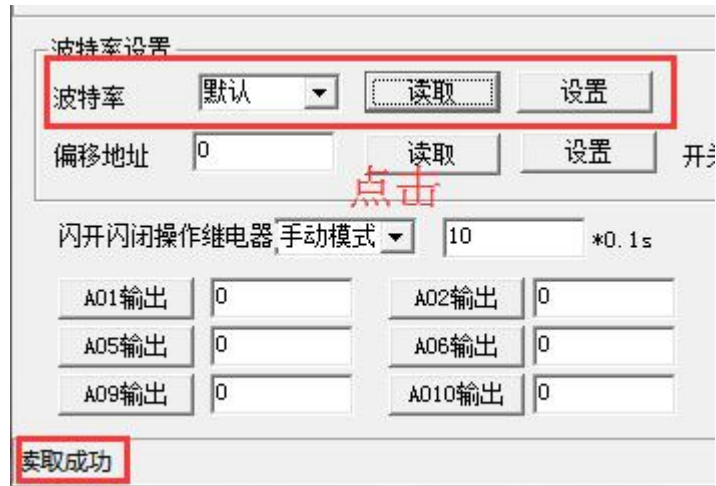 波特率设置
波特率 默认 读取 设置
偏移地址 0 读取 设置 开关
点击
闪开闪闭操作继电器 手动模式 10 *0.1s
A01输出 0 A02输出 0
A05输出 0 A06输出 0
A09输出 0 A010输出 0
读取成功